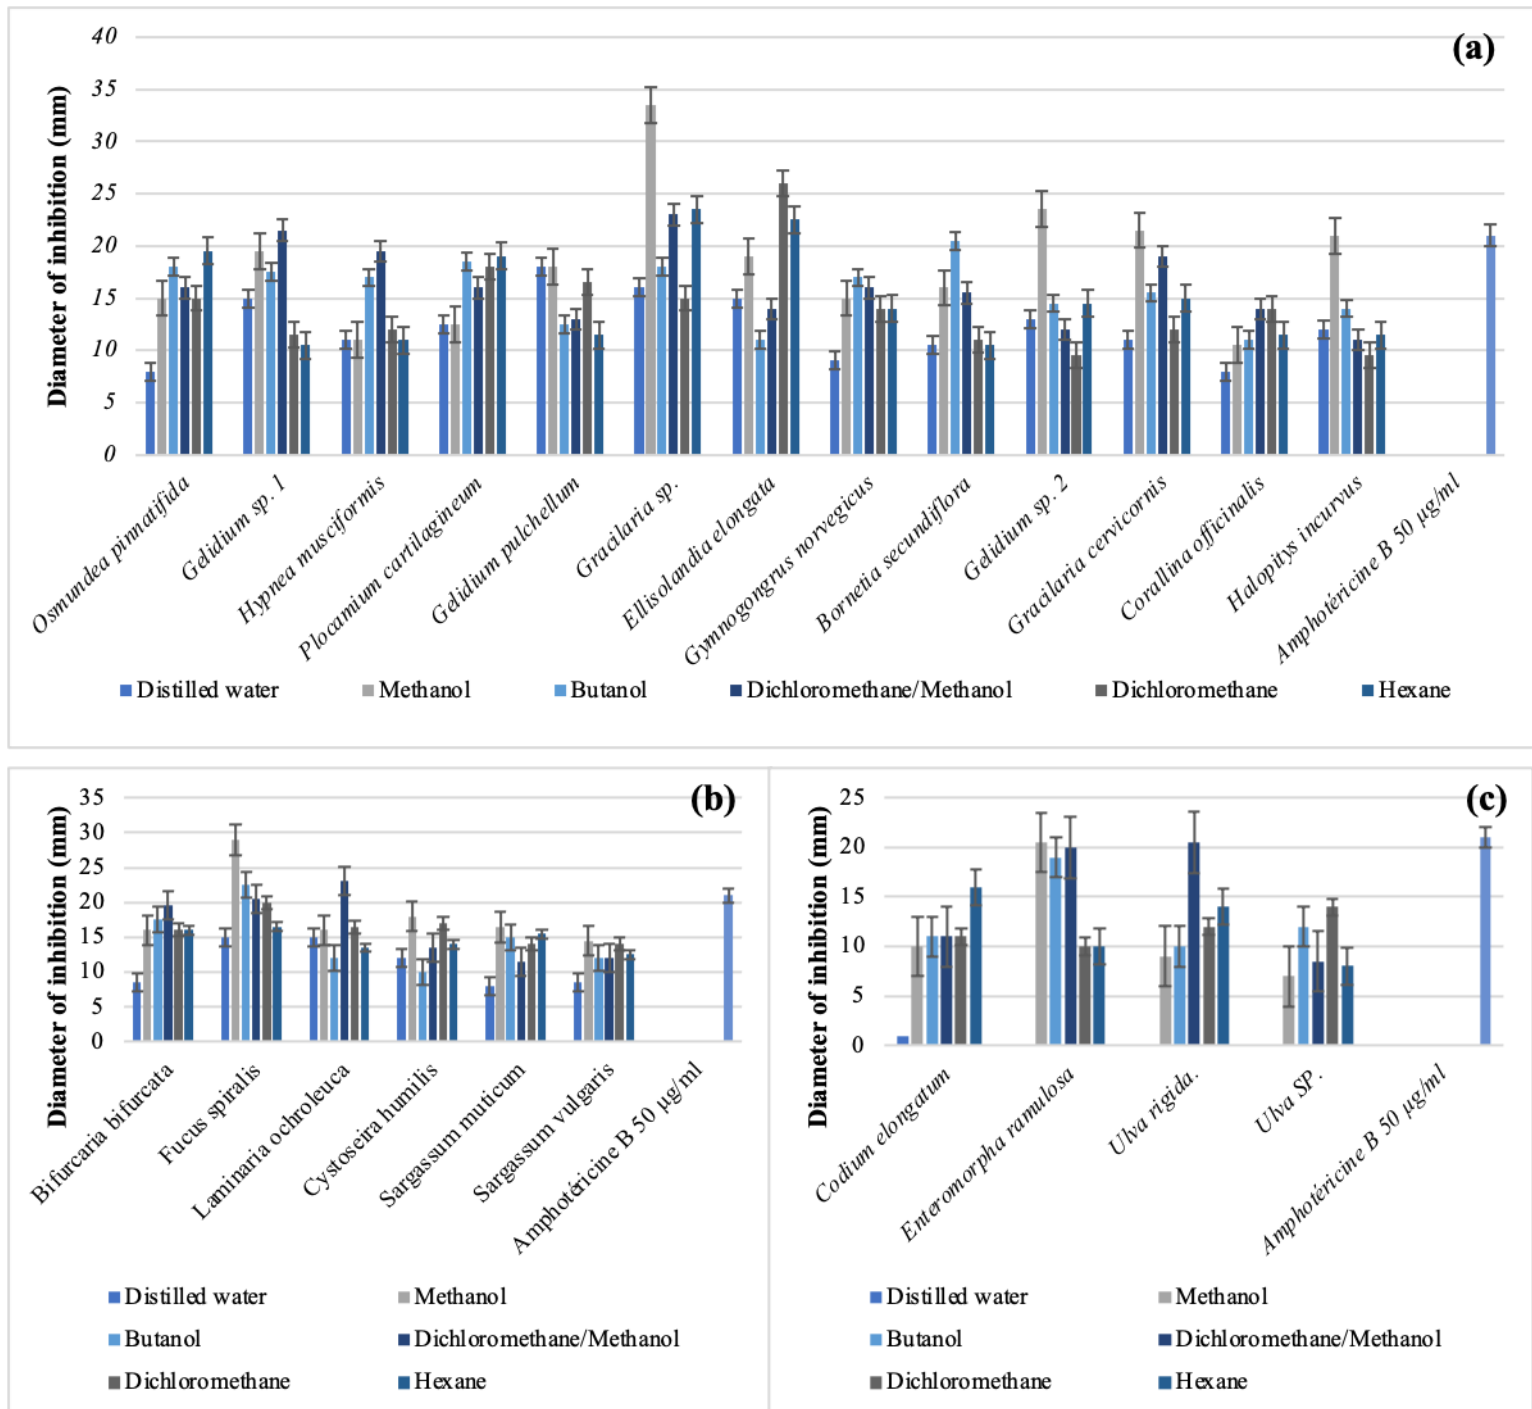 (a)
Diameter of inhibition (mm)
40
35
30
25
20
15
10
5
0
Osmundea pinnatifida
Gelidium sp. 1
Hypnea musciformis
Plocamium cartilagineum
Gelidium pulchellum
Gracilaria sp.
Ellisolandia elongata
Gymnogongrus norvegicus
Bornetia secundiflora
Gelidium sp. 2
Gracilaria cervicornis
Corallina officinalis
Halopitys incurvus
Amphotéricine B 50 µg/ml
Distilled water
Methanol
Butanol
Dichloromethane/Methanol
Dichloromethane
Hexane
(b)
Diameter of inhibition (mm)
35
30
25
20
15
10
5
0
Bifurcaria bifurcata
Fucus spiralis
Laminaria ochroleuca
Cystoseira humilis
Sargassum muticum
Sargassum vulgaris
Amphotéricine B 50 µg/ml
Distilled water
Methanol
Butanol
Dichloromethane/Methanol
Dichloromethane
Hexane
(c)
Diameter of inhibition (mm)
25
20
15
10
5
0
Codium elongatum
Enteromorpha ramulosa
Ulva rigida.
Ulva SP.
Amphotéricine B 50 µg/ml
Distilled water
Methanol
Butanol
Dichloromethane/Methanol
Dichloromethane
Hexane